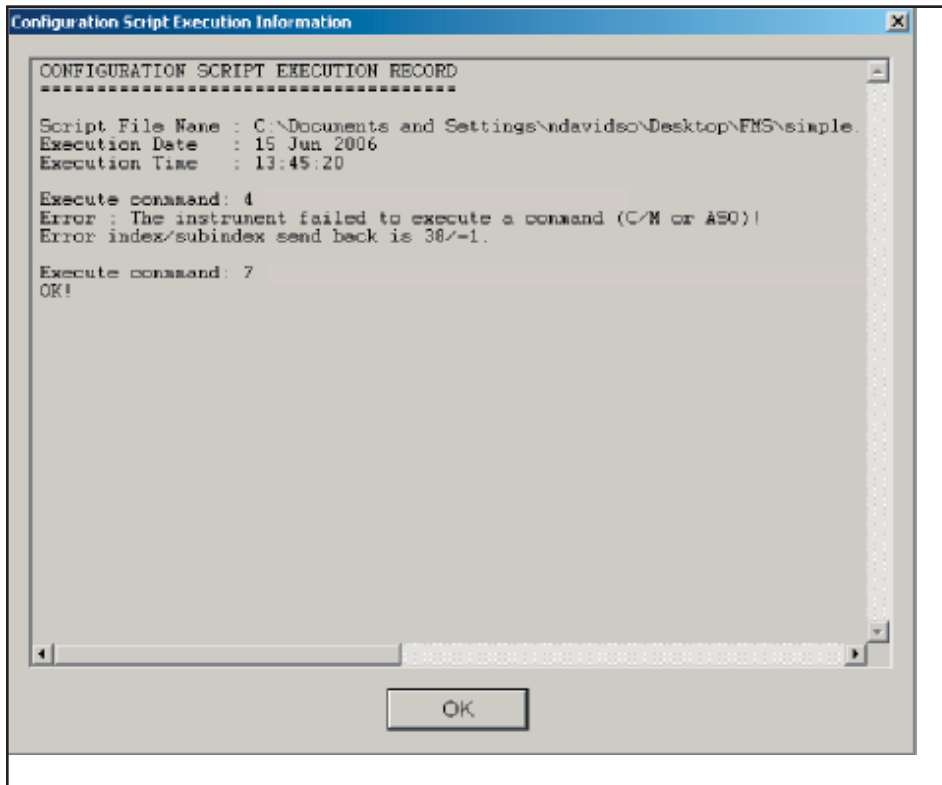 Configuration Script Execution Information
CONFIGURATION SCRIPT EXECUTION RECORD
=====================================
Script File Name : C:\Documents and Settings\ndavidso\Desktop\FMS\simple.
Execution Date : 15 Jun 2006
Execution Time : 13:45:20
Execute command: 4
Error : The instrument failed to execute a command (C/M or ASO)!
Error index/subindex send back is 38/-1.
Execute command: 7
OK!
OK